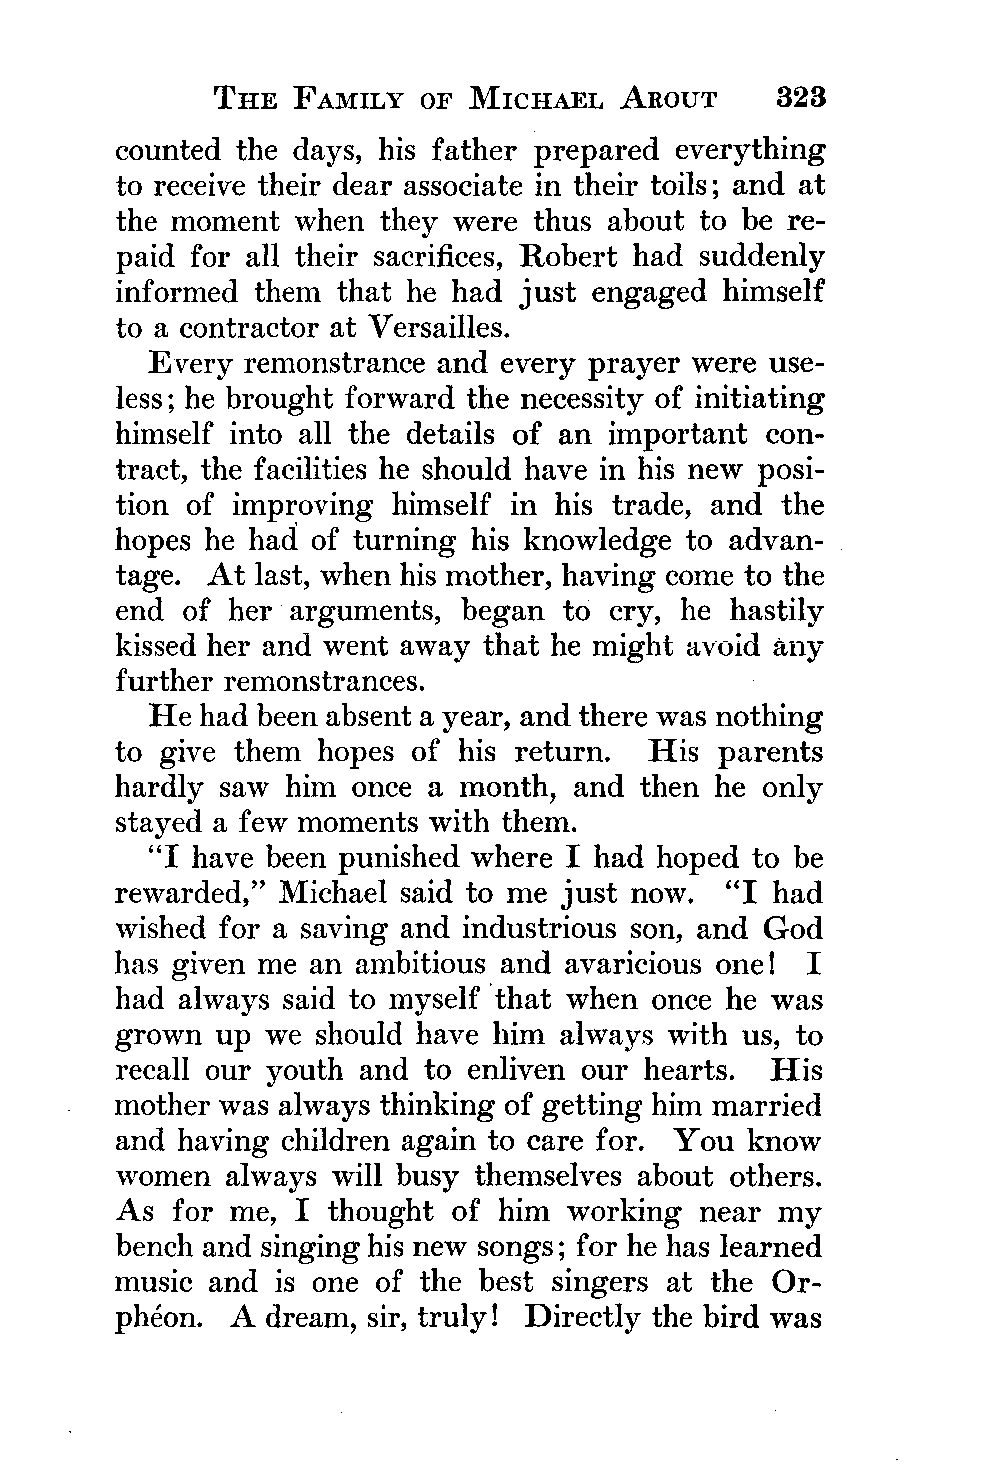 The Family of Michael Arout 323
counted the days, his father prepared everything
to receive their dear associate in their toils; and at
the moment when they were thus about to be re-
paid for all their sacrifices, Robert had suddenly
informed them that he had just engaged himself
to a contractor at Versailles.
Every remonstrance and every prayer were use-
less; he brought forward the necessity of initiating
himself into all the details of an important con-
tract, the facilities he should have in his new posi-
tion of improving himself in his trade, and the
hopes he had of turning his knowledge to advan-
tage. At last, when his mother, having come to the
end of her arguments, began to cry, he hastily
kissed her and went away that he might avoid any
further remonstrances.
He had been absent a year, and there was nothing
to give them hopes of his return. His parents
hardly saw him once a month, and then he only
stayed a few moments with them.
“I have been punished where I had hoped to be
rewarded,” Michael said to me just now. “I had
wished for a saving and industrious son, and God
has given me an ambitious and avaricious one! I
had always said to myself that when once he was
grown up we should have him always with us, to
recall our youth and to enliven our hearts. His
mother was always thinking of getting him married
and having children again to care for. You know
women always will busy themselves about others.
As for me, I thought of him working near my
bench and singing his new songs; for he has learned
music and is one of the best singers at the Or-
phéon. A dream, sir, truly! Directly the bird was